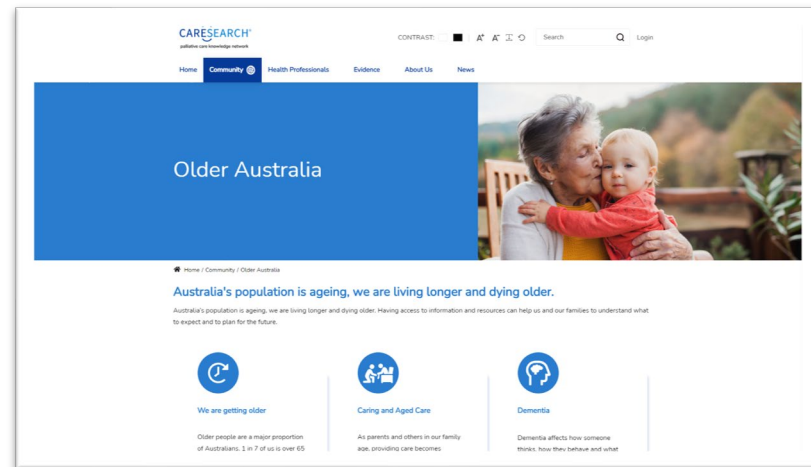 CARESEARCH
palliative care knowledge network
CONTRAST: A+ A-
Search
Login
Home Community Health Professionals Evidence About Us News
Older Australia
Home / Community / Older Australia
Australia's population is ageing, we are living longer and dying older.
Australia's population is ageing, we are living longer and dying older. Having access to information and resources can help us and our families to understand what
to expect and to plan for the future.
We are getting older
Older people are a major proportion
of Australians. 1 in 7 of us is over 65
Caring and Aged Care
As parents and others in our family
age, providing care becomes
Dementia
Dementia affects how someone
thinks, how they behave and what